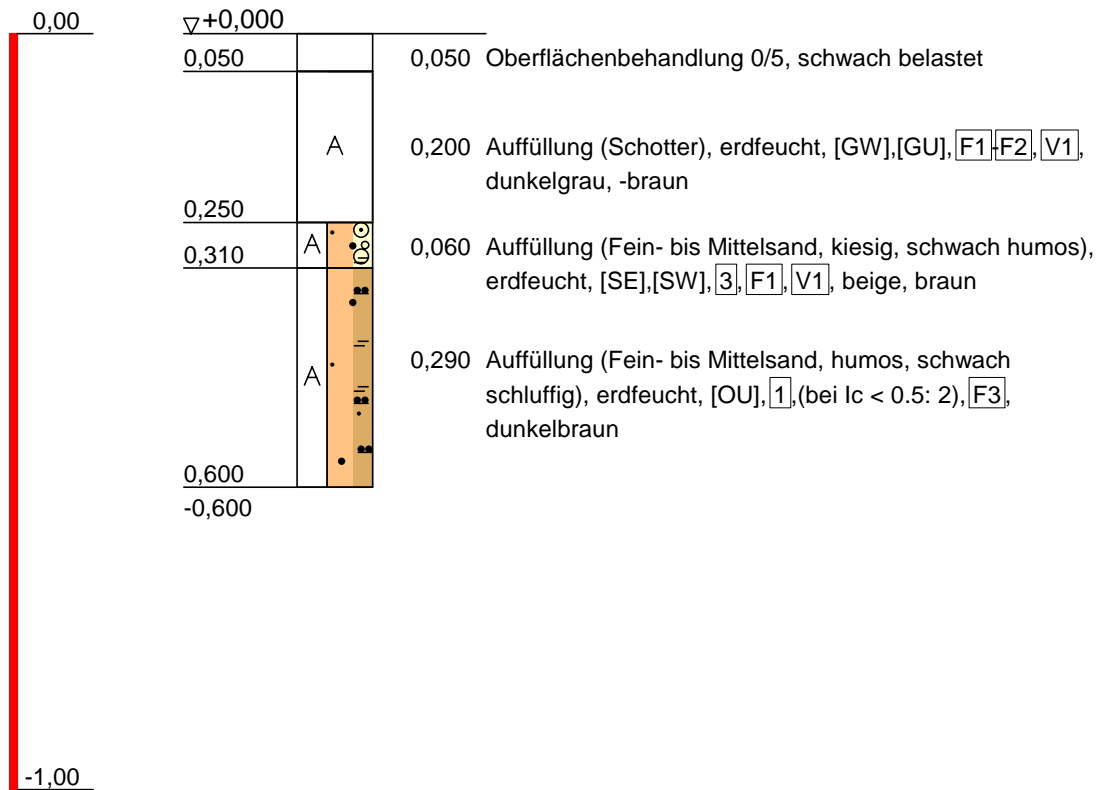 0,00
▽+0,000
0,050
0,050 Oberflächenbehandlung 0/5, schwach belastet
A
0,200 Auffüllung (Schotter), erdfeucht, [GW],[GU], F1-F2, V1,
dunkelgrau, -braun
0,250
A
0,060 Auffüllung (Fein- bis Mittelsand, kiesig, schwach humos),
0,310
erdfeucht, [SE],[SW], 3, F1, V1, beige, braun
A
0,290 Auffüllung (Fein- bis Mittelsand, humos, schwach
schluffig), erdfeucht, [OU], 1,(bei Ic < 0.5: 2), F3,
dunkelbraun
0,600
-0,600
-1,00